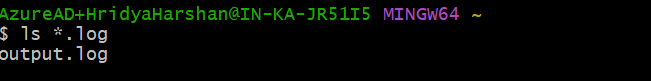 AzureAD+HridyaHarshan@IN-KA-JR51I5 MINGW64 ~
$ ls *.log
output.log